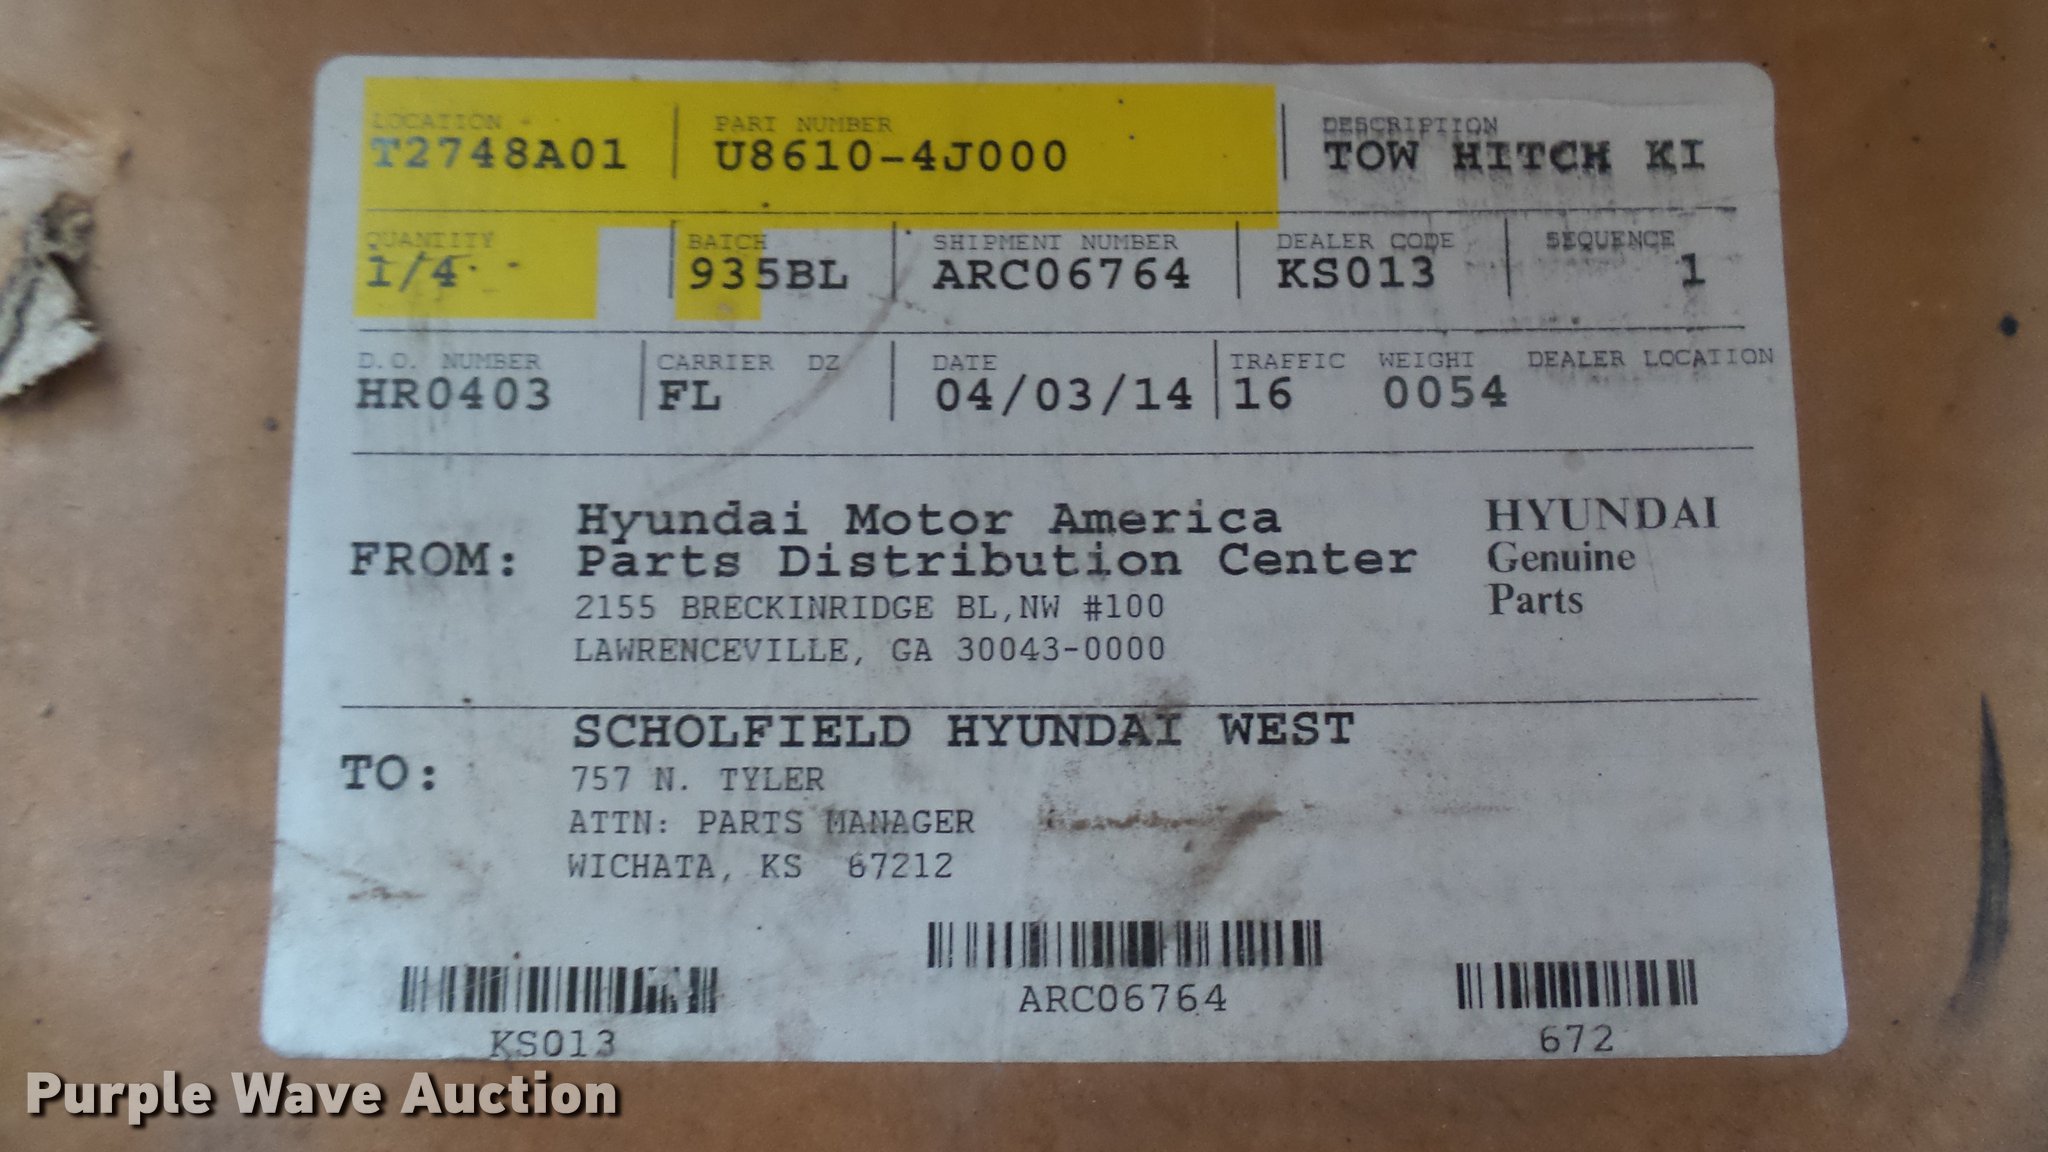 LOCATION PART NUMBER DESCRIPTION
T2748A01 U8610-4J000 TOW HITCH KI
QUANTITY BATCH SHIPMENT NUMBER DEALER CODE SEQUENCE
1/4 935BL ARC06764 KS013 1
D.O. NUMBER CARRIER DZ DATE TRAFFIC WEIGHT DEALER LOCATION
HR0403 FL 04/03/14 16 0054
FROM: Hyundai Motor America
Parts Distribution Center
2155 BRECKINRIDGE BL,NW #100
LAWRENCEVILLE, GA 30043-0000
HYUNDAI
Genuine
Parts
TO: SCHOLFIELD HYUNDAI WEST
757 N. TYLER
ATTN: PARTS MANAGER
WICHATA, KS 67212
KS013
ARC06764
672
Purple Wave Auction